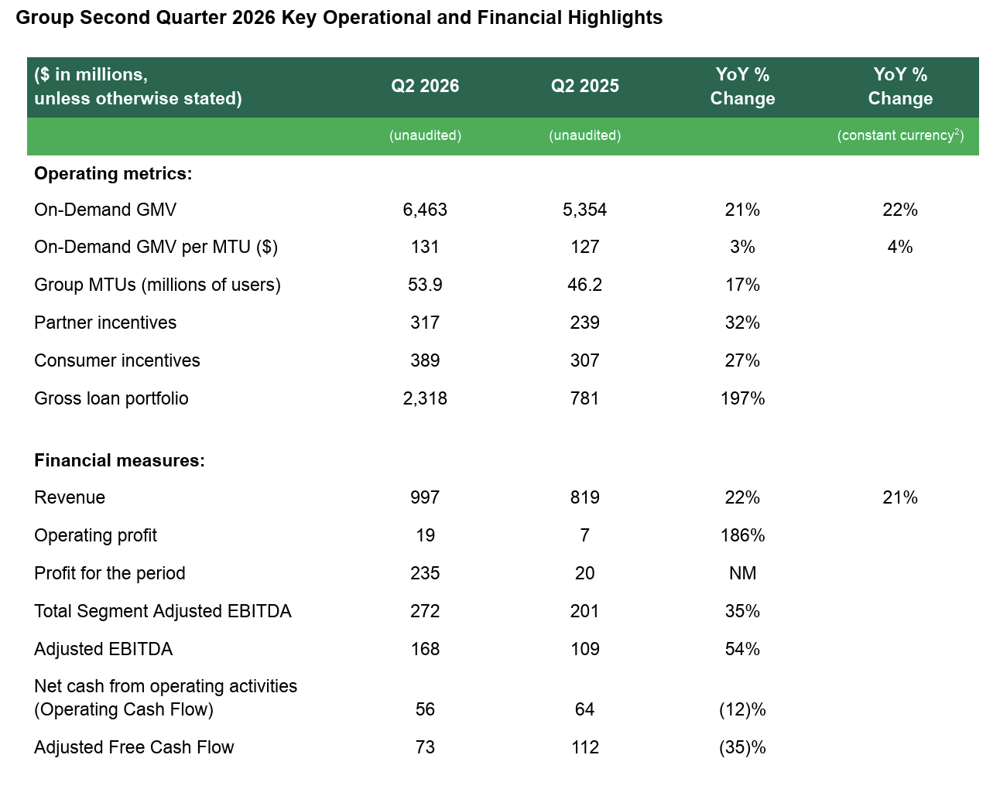 Group Second Quarter 2026 Key Operational and Financial Highlights
($ in millions,
unless otherwise stated) Q2 2026 Q2 2025 YoY % Change YoY % Change
(unaudited) (unaudited) (constant currency²)
Operating metrics:
On-Demand GMV 6,463 5,354 21% 22%
On-Demand GMV per MTU ($) 131 127 3% 4%
Group MTUs (millions of users) 53.9 46.2 17%
Partner incentives 317 239 32%
Consumer incentives 389 307 27%
Gross loan portfolio 2,318 781 197%
Financial measures:
Revenue 997 819 22% 21%
Operating profit 19 7 186%
Profit for the period 235 20 NM
Total Segment Adjusted EBITDA 272 201 35%
Adjusted EBITDA 168 109 54%
Net cash from operating activities
(Operating Cash Flow) 56 64 (12)%
Adjusted Free Cash Flow 73 112 (35)%